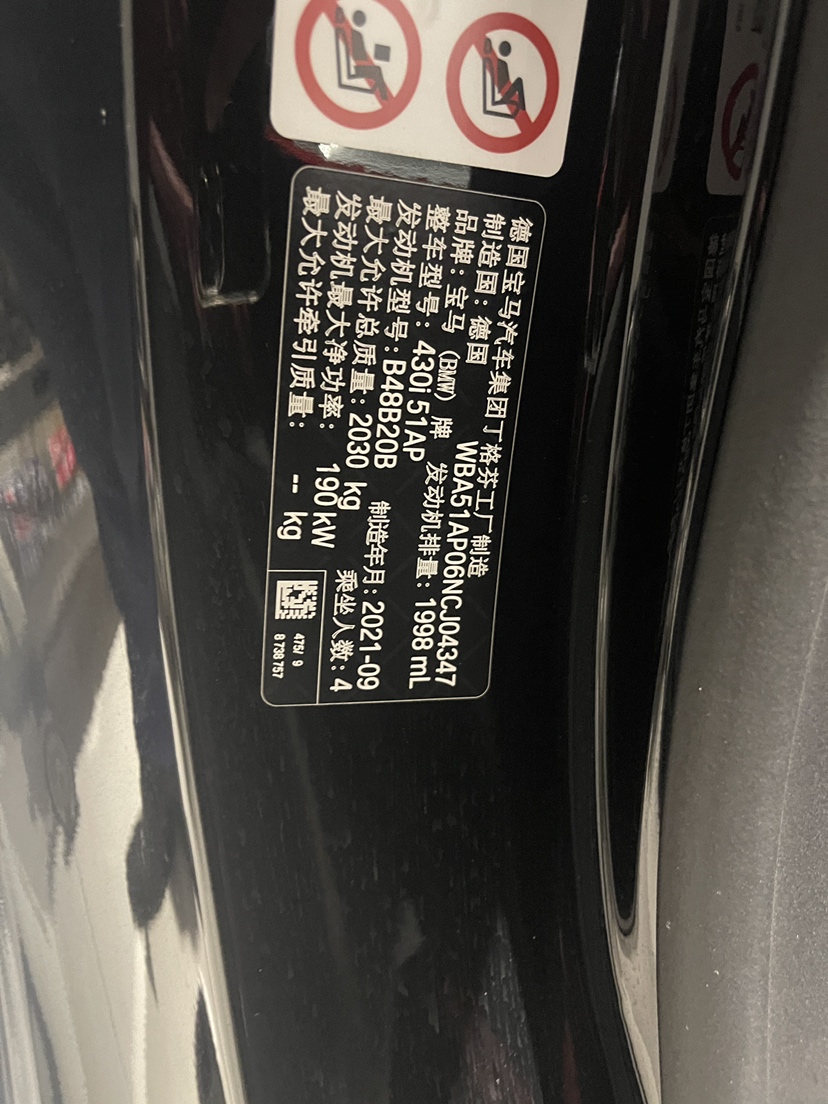 德国宝马汽车集团丁格芬工厂制造
制造国：德国 WBA51AP06NCJ04347
品牌：宝马（BMW）牌 发动机排量：1998 mL
整车型号：430i 51AP
发动机型号：B48B20B 制造年月：2021-09
最大允许总质量：2030 kg 乘坐人数：4
发动机最大净功率：190 kW
最大允许牵引质量：-- kg
475/ 9
8 738 757